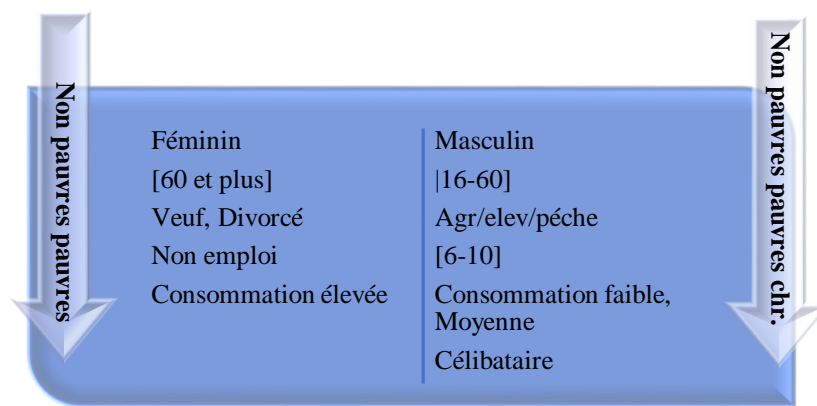 Non pauvres pauvres
Féminin
[60 et plus]
Veuf, Divorcé
Non emploi
Consommation élevée
Masculin
|16-60]
Agr/elev/péche
[6-10]
Consommation faible,
Moyenne
Célibataire
Non pauvres pauvres chr.